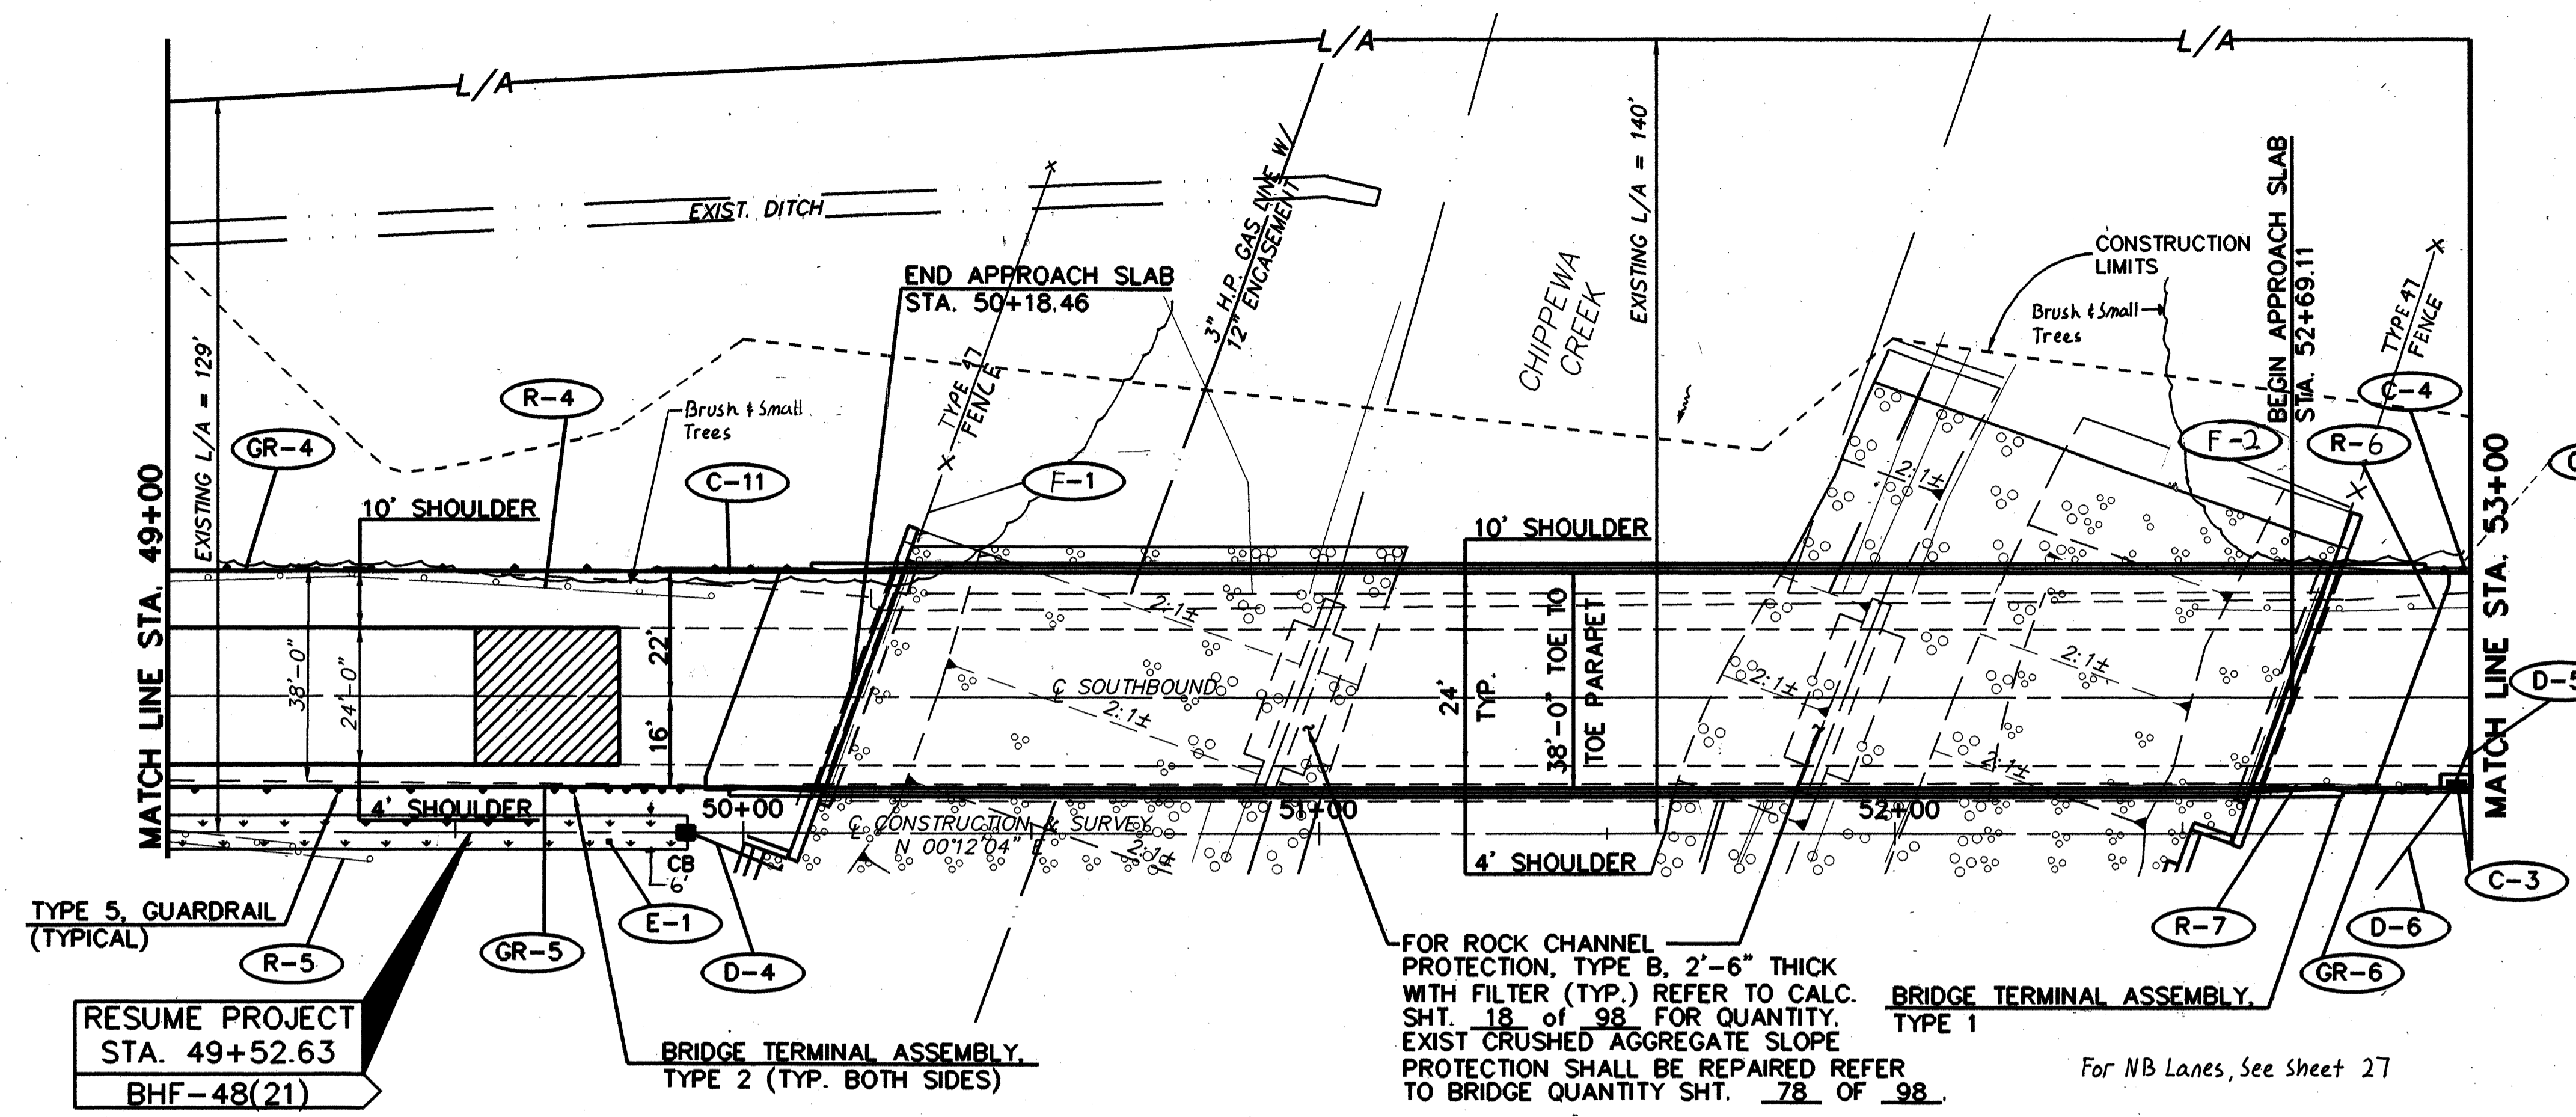 L/A
L/A
L/A
EXISTING L/A = 129'
EXIST. DITCH
3" H.P. GAS LINE W/
12" ENCASEMENT
EXISTING L/A = 140'
CHIPPEWA
CREEK
CONSTRUCTION
LIMITS
Brush & Small
Trees
BEGIN APPROACH SLAB
STA. 52+69.11
TYPE 47
FENCE
END APPROACH SLAB
STA. 50+18.46
TYPE 47
FENCE
R-4
Brush & Small
Trees
GR-4
C-11
F-1
F-2
R-6
C-4
MATCH LINE STA. 49+00
MATCH LINE STA. 53+00
10' SHOULDER
10' SHOULDER
2:1±
2:1±
2:1±
2:1±
2:1±
2:1±
2:1±
38'-0"
24'-0"
22'
16'
℄ SOUTHBOUND
24'
TYP.
38'-0" TOE TO
TOE PARAPET
4' SHOULDER
50+00
51+00
52+00
℄ CONSTRUCTION & SURVEY
N 00°12'04" E
4' SHOULDER
CB
6'
TYPE 5, GUARDRAIL
(TYPICAL)
R-5
GR-5
E-1
D-4
R-7
D-6
GR-6
C-3
RESUME PROJECT
STA. 49+52.63
BHF-48(21)
BRIDGE TERMINAL ASSEMBLY,
TYPE 2 (TYP. BOTH SIDES)
FOR ROCK CHANNEL
PROTECTION, TYPE B, 2'-6" THICK
WITH FILTER (TYP.) REFER TO CALC.
SHT. 18 of 98 FOR QUANTITY.
EXIST CRUSHED AGGREGATE SLOPE
PROTECTION SHALL BE REPAIRED REFER
TO BRIDGE QUANTITY SHT. 78 OF 98.
BRIDGE TERMINAL ASSEMBLY,
TYPE 1
For NB Lanes, See Sheet 27